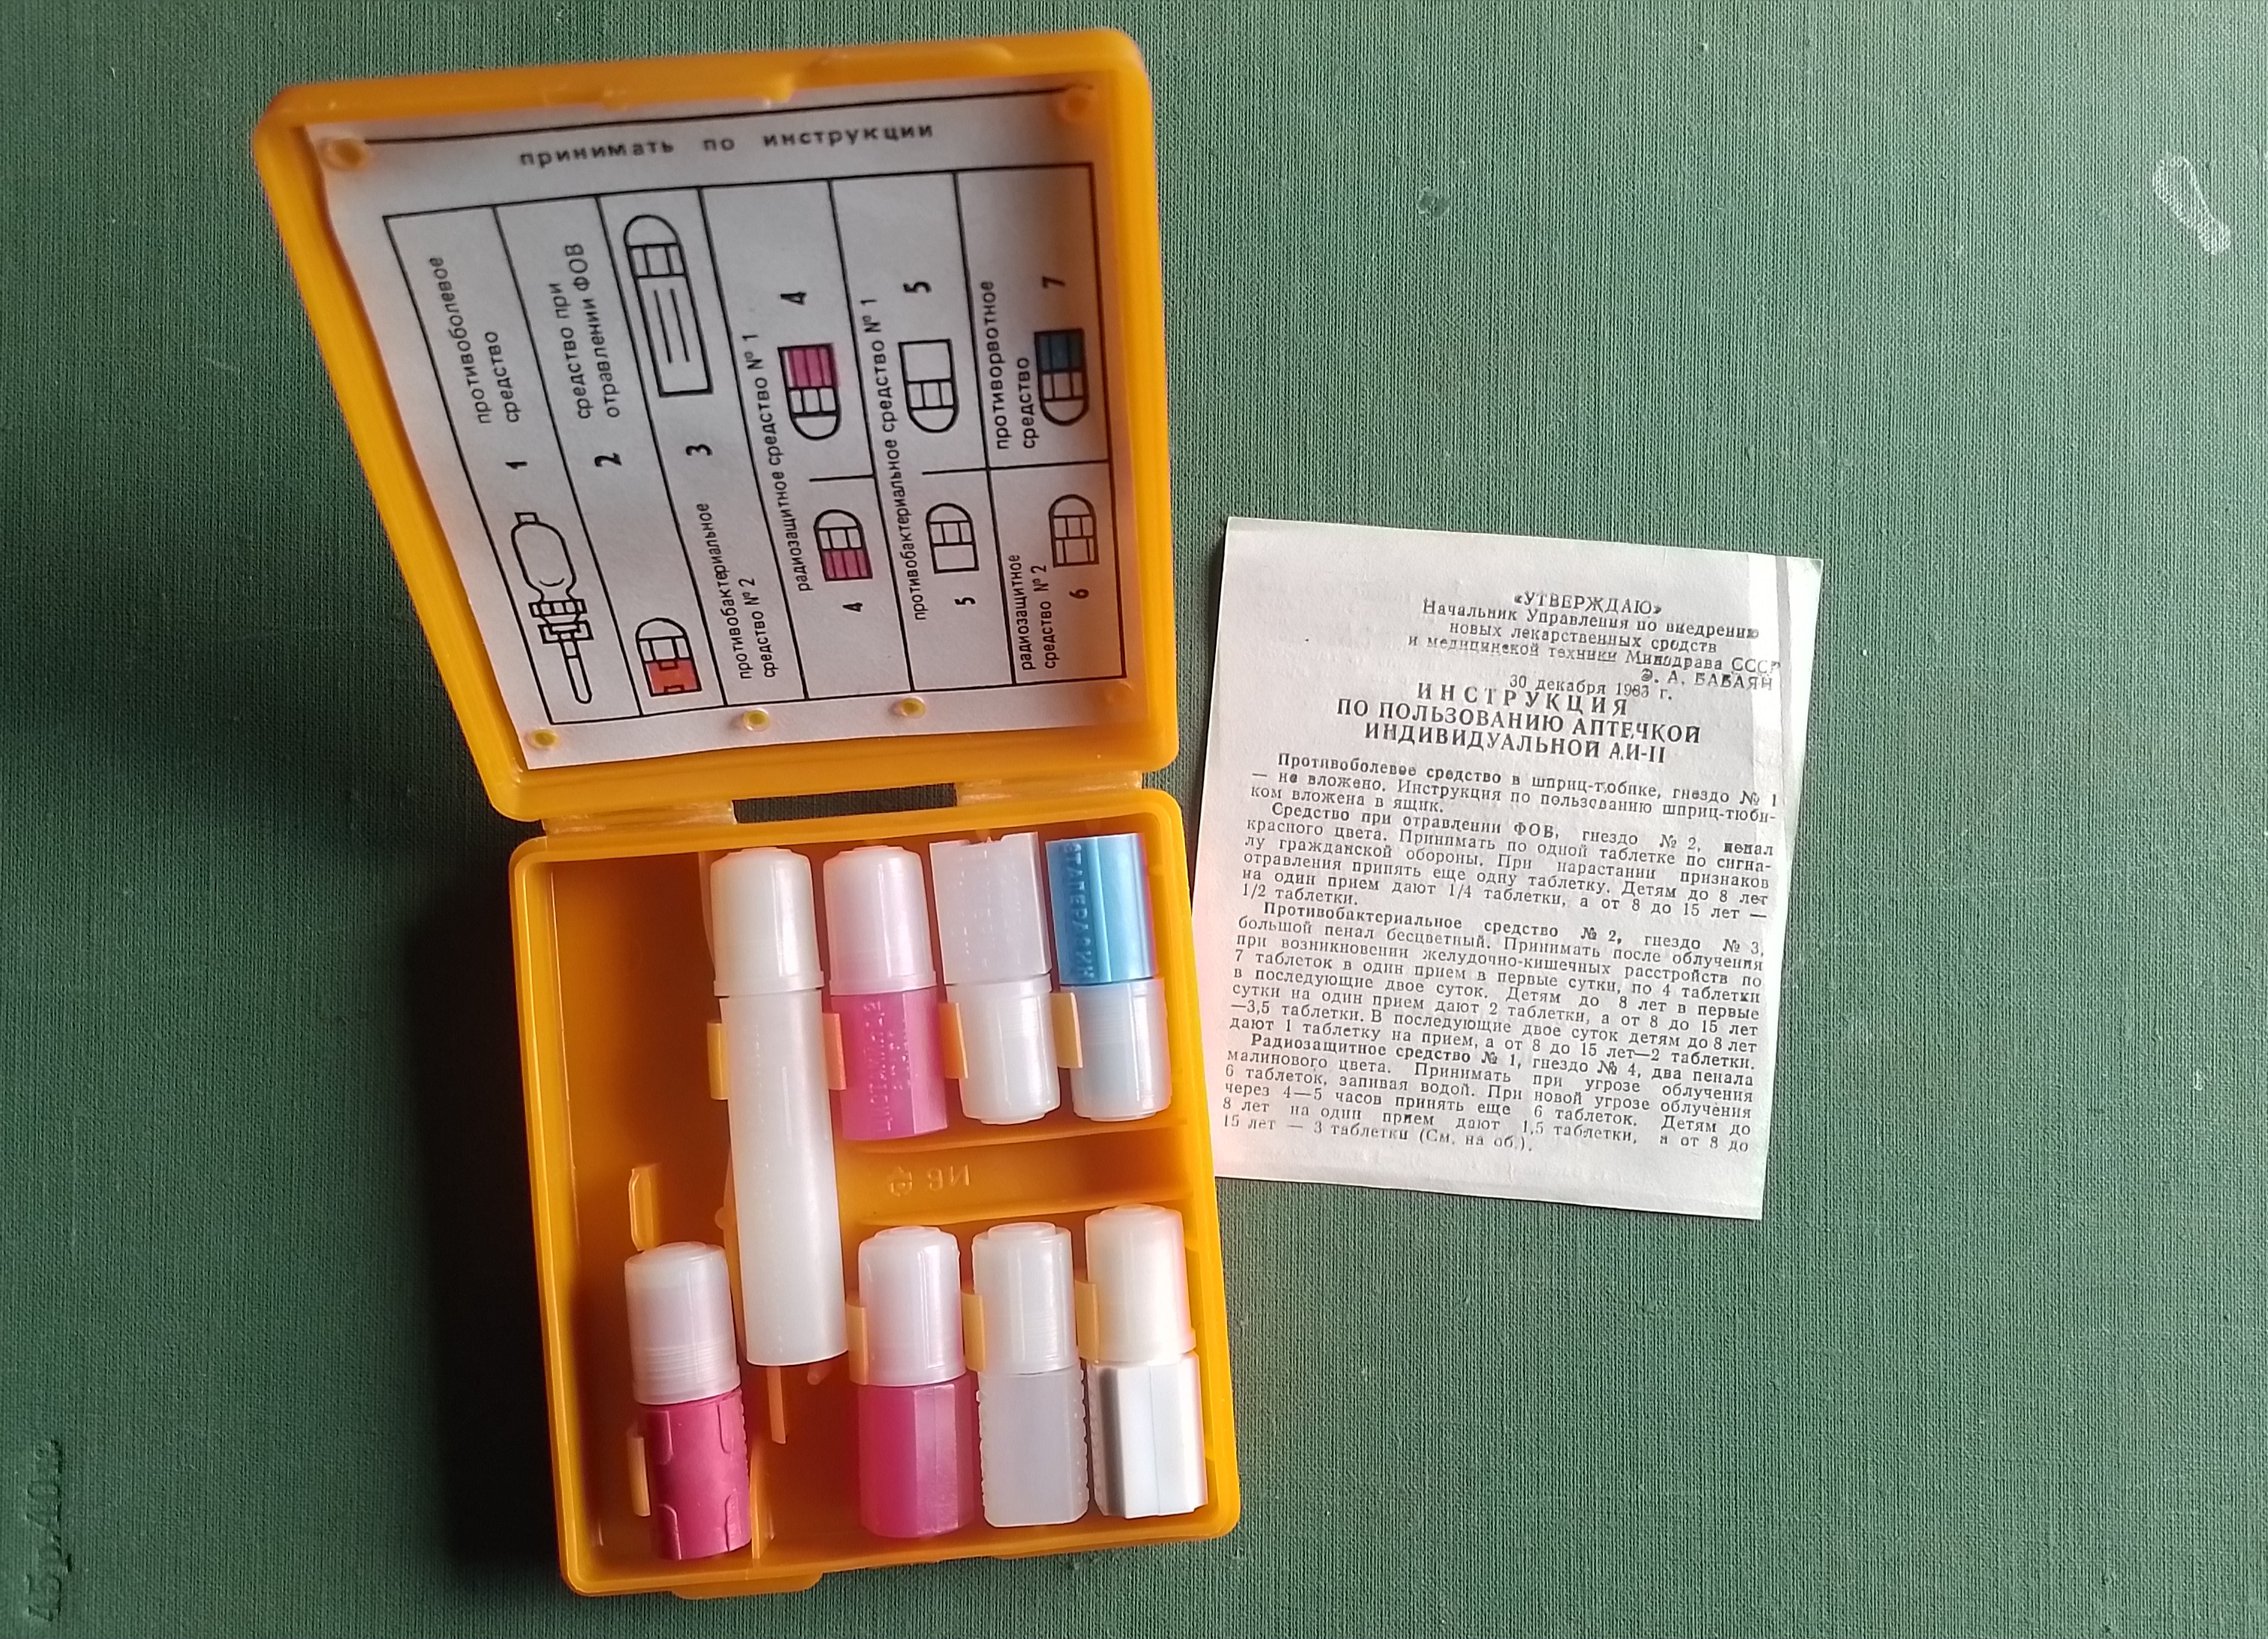 принимать по инструкции
противоболевое
средство
1
средство при
отравлении ФОВ
2
противобактериальное
средство № 2
3
радиозащитное средство № 1
4
4
противобактериальное средство № 1
5
5
радиозащитное
средство № 2
6
противорвотное
средство
7
ЭТАПЕРАЗИН
«УТВЕРЖДАЮ»
Начальник Управления по внедрению
новых лекарственных средств
и медицинской техники Минздрава СССР
Э. А. БАБАЯН
30 декабря 1983 г.
ИНСТРУКЦИЯ
ПО ПОЛЬЗОВАНИЮ АПТЕЧКОЙ
ИНДИВИДУАЛЬНОЙ АИ-II
Противоболевое средство в шприц-тюбике, гнездо № 1
— не вложено. Инструкция по пользованию шприц-тюби-
ком вложена в ящик.
Средство при отравлении ФОВ, гнездо № 2, пенал
красного цвета. Принимать по одной таблетке по сигна-
лу гражданской обороны. При нарастании признаков
отравления принять еще одну таблетку. Детям до 8 лет
на один прием дают 1/4 таблетки, а от 8 до 15 лет —
1/2 таблетки.
Противобактериальное средство № 2, гнездо № 3,
большой пенал бесцветный. Принимать после облучения
при возникновении желудочно-кишечных расстройств по
7 таблеток в один прием в первые сутки, по 4 таблетки
в последующие двое суток. Детям до 8 лет в первые
сутки на один прием дают 2 таблетки, а от 8 до 15 лет
—3,5 таблетки. В последующие двое суток детям до 8 лет
дают 1 таблетку на прием, а от 8 до 15 лет—2 таблетки.
Радиозащитное средство № 1, гнездо № 4, два пенала
малинового цвета. Принимать при угрозе облучения
6 таблеток, запивая водой. При новой угрозе облучения
через 4—5 часов принять еще 6 таблеток. Детям до
8 лет на один прием дают 1,5 таблетки, а от 8 до
15 лет — 3 таблетки (См. на об.).
45р.40к